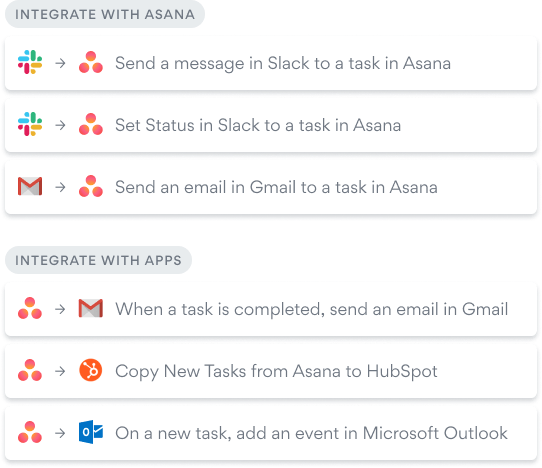 INTEGRATE WITH ASANA
Send a message in Slack to a task in Asana
Set Status in Slack to a task in Asana
Send an email in Gmail to a task in Asana
INTEGRATE WITH APPS
When a task is completed, send an email in Gmail
Copy New Tasks from Asana to HubSpot
On a new task, add an event in Microsoft Outlook